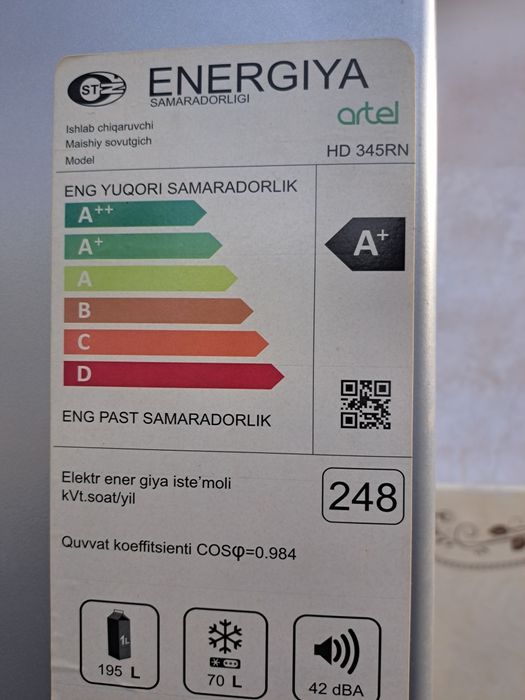 ENERGIYA
SAMARADORLIGI
artel
Ishlab chiqaruvchi
Maishiy sovutgich
Model
HD 345RN
ENG YUQORI SAMARADORLIK
A++
A+
A
B
C
D
A+
ENG PAST SAMARADORLIK
Elektr ener giya iste'moli
kVt.soat/yil
248
Quvvat koeffitsienti COSφ=0.984
1L
195 L
70 L
42 dBA